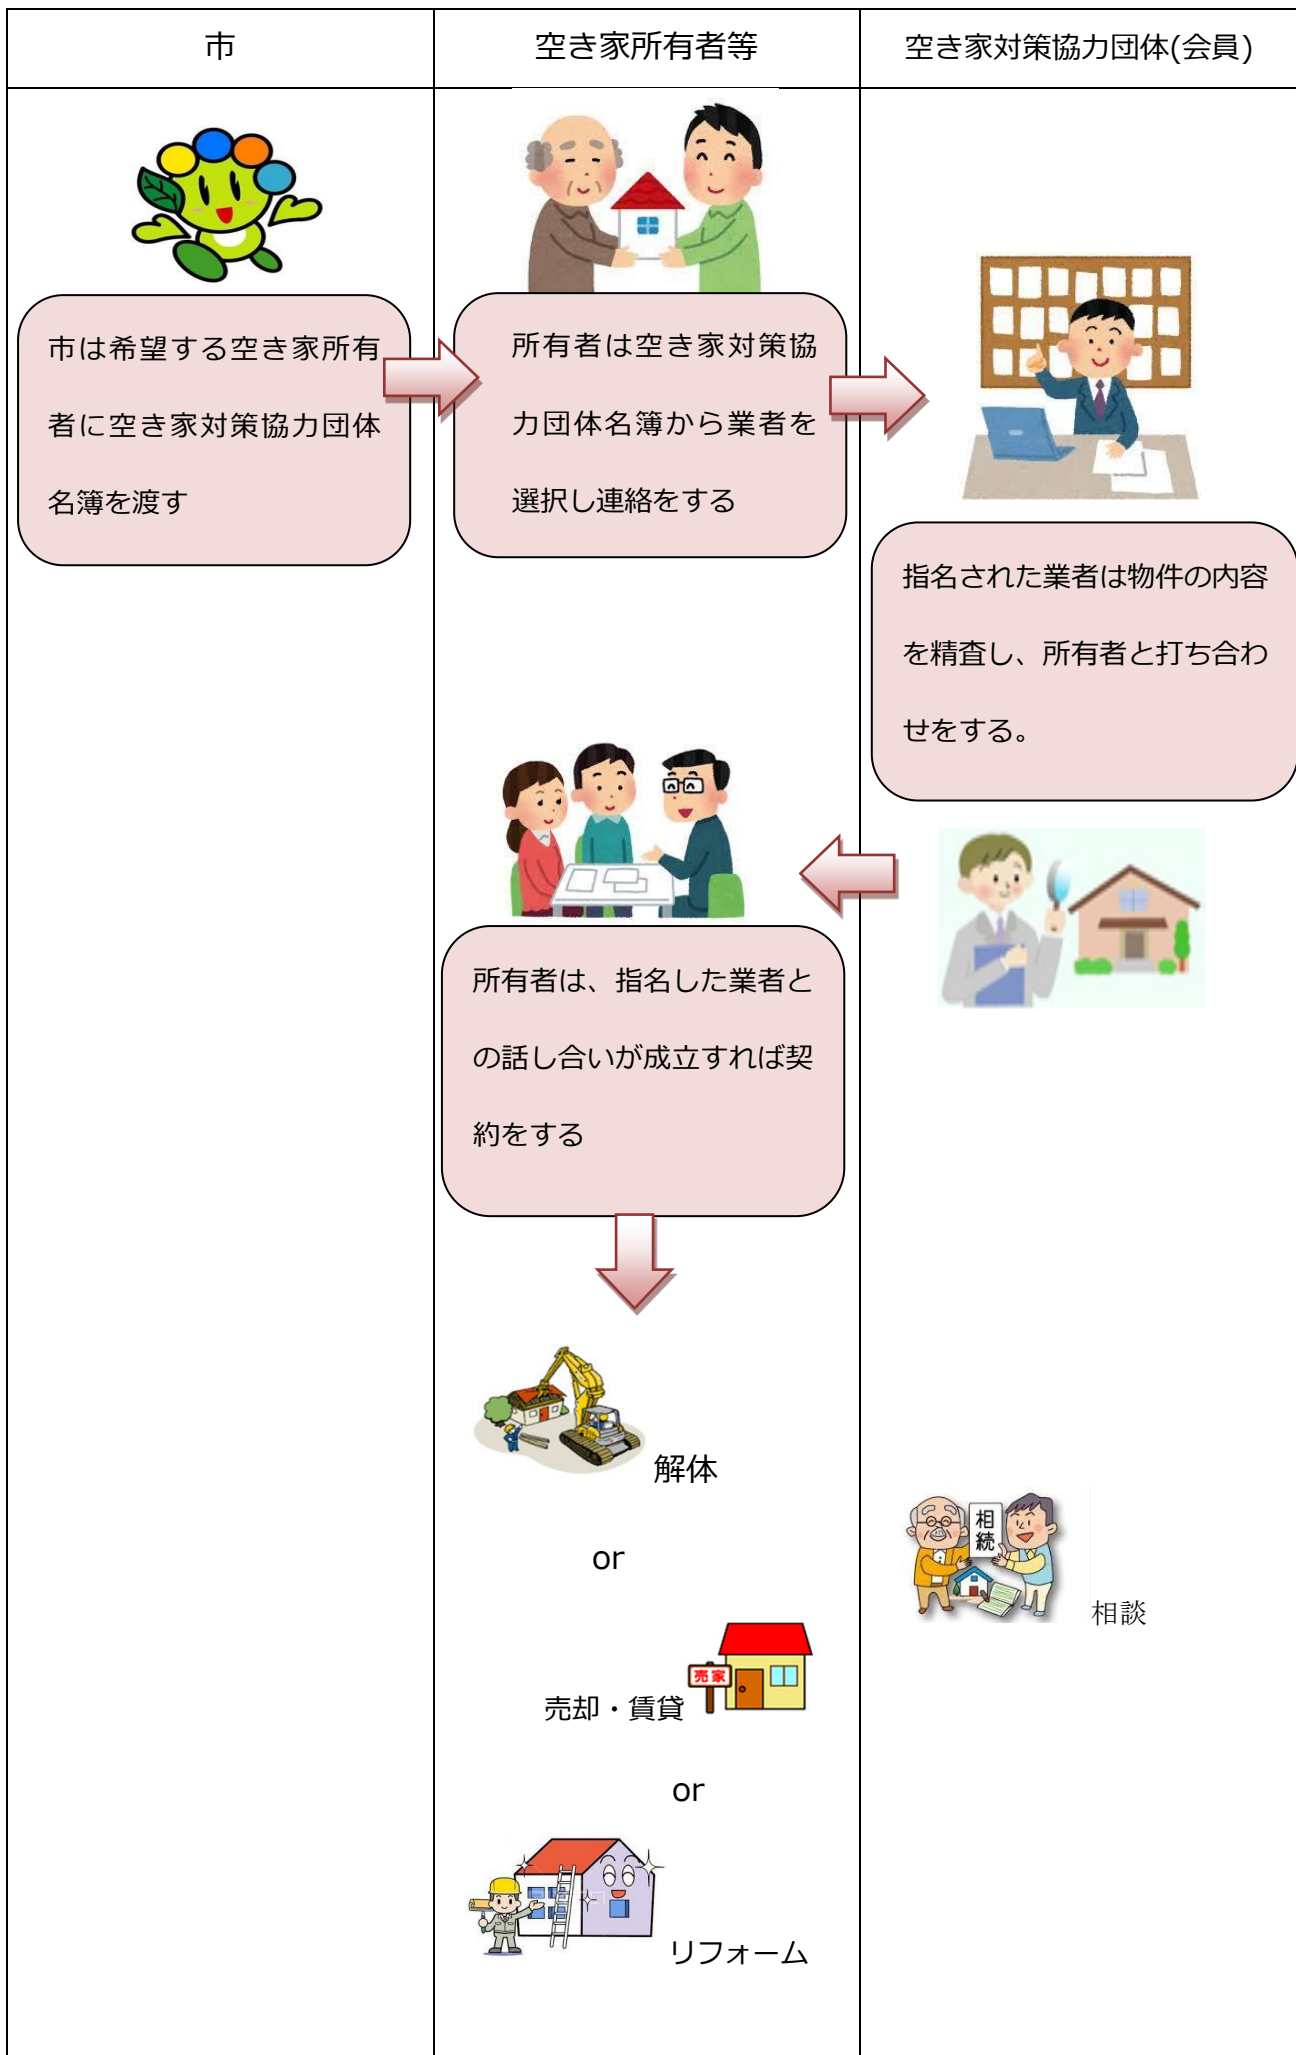 市
空き家所有者等
空き家対策協力団体(会員)
市は希望する空き家所有
者に空き家対策協力団体
名簿を渡す
所有者は空き家対策協
力団体名簿から業者を
選択し連絡をする
指名された業者は物件の内容
を精査し、所有者と打ち合わ
せをする。
所有者は、指名した業者と
の話し合いが成立すれば契
約をする
解体
or
相続
相談
売家
売却・賃貸
or
リフォーム